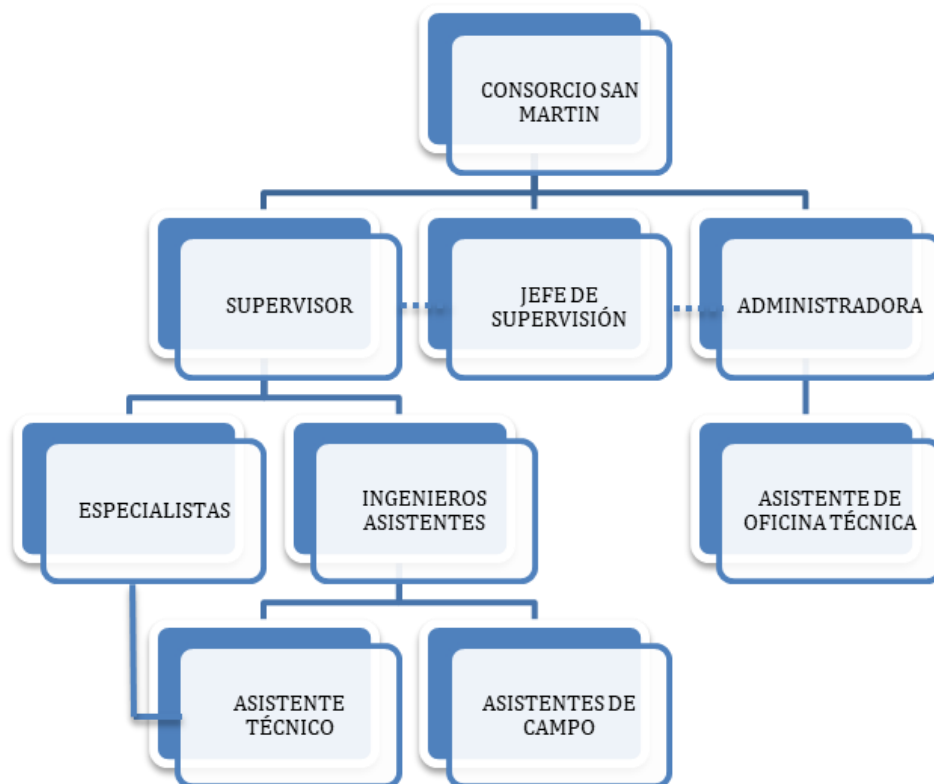 CONSORCIO SAN
MARTIN
SUPERVISOR
JEFE DE
SUPERVISIÓN
ADMINISTRADORA
ESPECIALISTAS
INGENIEROS
ASISTENTES
ASISTENTE DE
OFICINA TÉCNICA
ASISTENTE
TÉCNICO
ASISTENTES DE
CAMPO